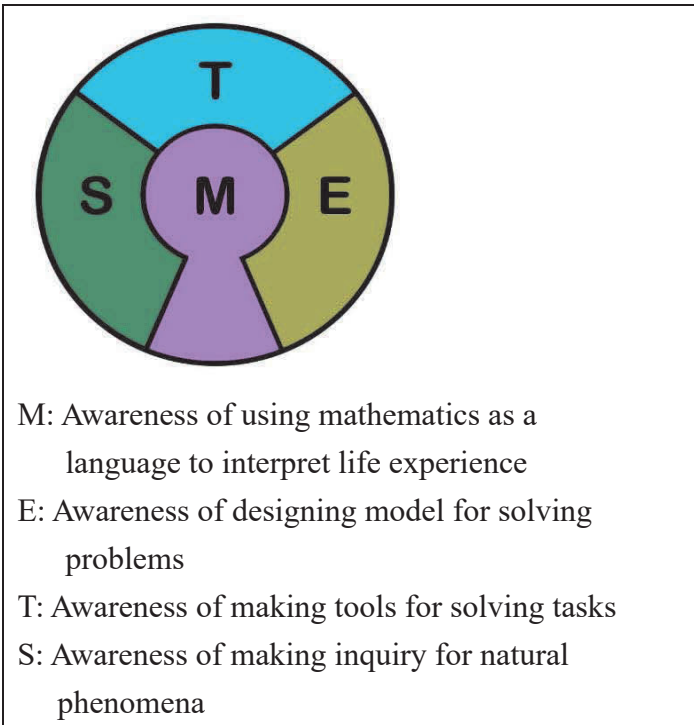 T
S M E
M: Awareness of using mathematics as a
language to interpret life experience
E: Awareness of designing model for solving
problems
T: Awareness of making tools for solving tasks
S: Awareness of making inquiry for natural
phenomena